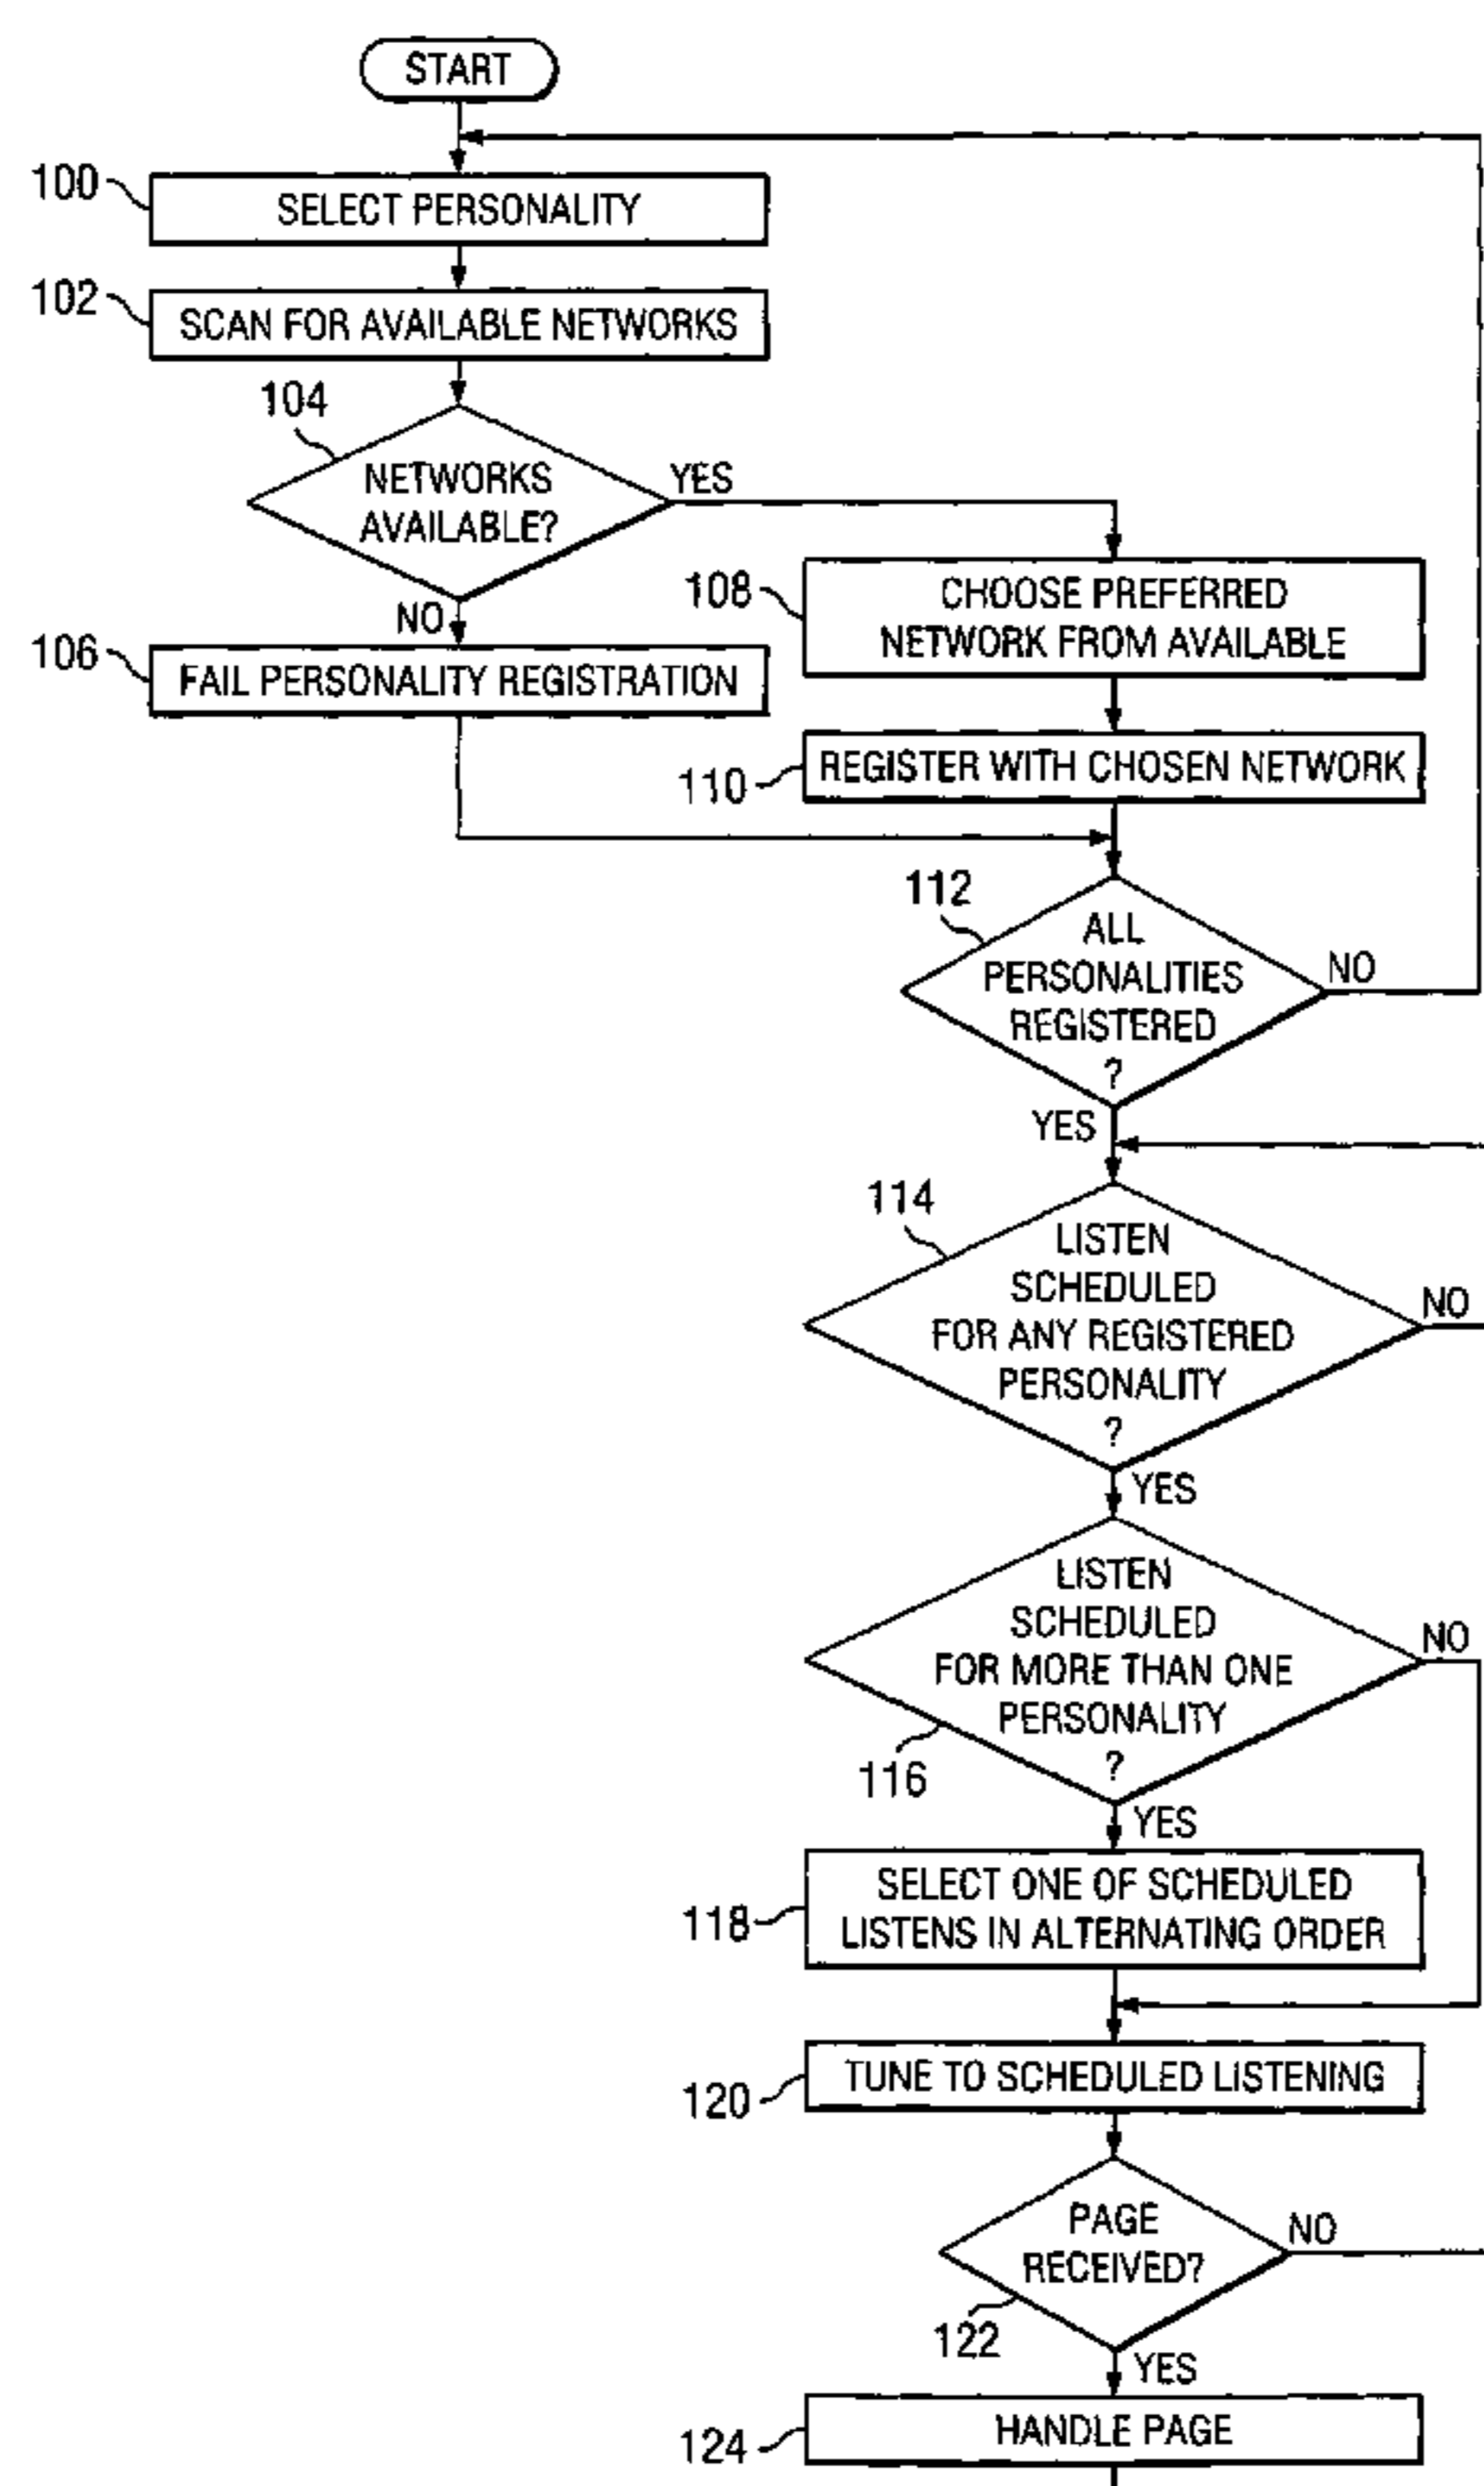 START
100
SELECT PERSONALITY
102
SCAN FOR AVAILABLE NETWORKS
104
NETWORKS
AVAILABLE?
YES
NO
108
CHOOSE PREFERRED
NETWORK FROM AVAILABLE
106
FAIL PERSONALITY REGISTRATION
110
REGISTER WITH CHOSEN NETWORK
112
ALL
PERSONALITIES
REGISTERED
?
NO
YES
114
LISTEN
SCHEDULED
FOR ANY REGISTERED
PERSONALITY
?
NO
YES
LISTEN
SCHEDULED
FOR MORE THAN ONE
PERSONALITY
?
NO
116
YES
118
SELECT ONE OF SCHEDULED
LISTENS IN ALTERNATING ORDER
120
TUNE TO SCHEDULED LISTENING
PAGE
RECEIVED?
NO
122
YES
124
HANDLE PAGE